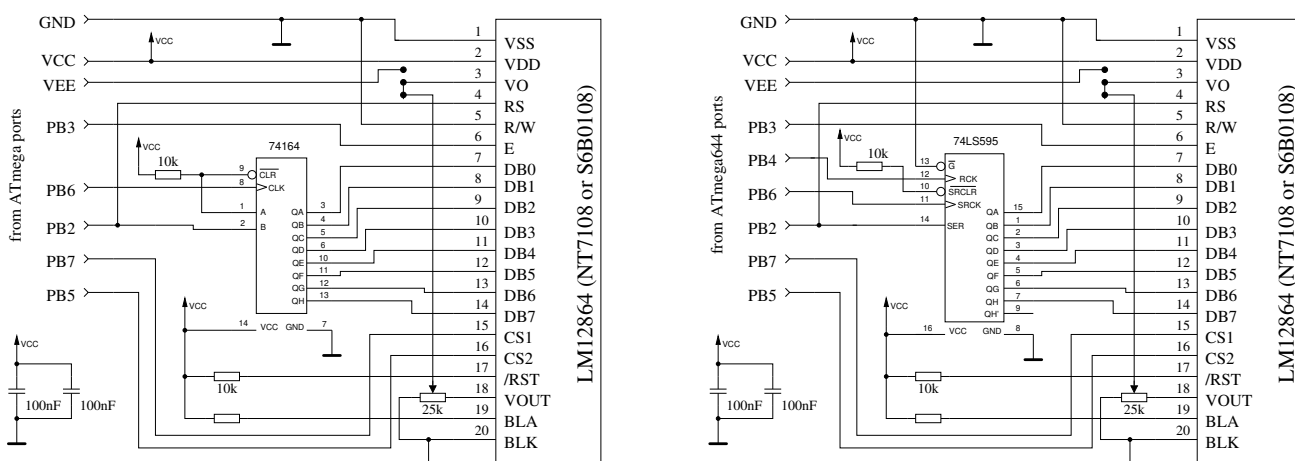 GND
VCC
VEE
PB3
PB6
PB2
PB7
PB5
from ATmega ports
VCC
VCC
10k
74164
9
CLR
8
CLK
1
A
2
B
QA
3
QB
4
QC
5
QD
6
QE
10
QF
11
QG
12
QH
13
14
VCC
GND
7
VCC
VCC
100nF
100nF
10k
25k
1
VSS
2
VDD
3
VO
4
RS
5
R/W
6
E
7
DB0
8
DB1
9
DB2
10
DB3
11
DB4
12
DB5
13
DB6
14
DB7
15
CS1
16
CS2
17
/RST
18
VOUT
19
BLA
20
BLK
LM12864 (NT7108 or S6B0108)
GND
VCC
VEE
PB3
PB4
PB6
PB2
PB7
PB5
from ATmega644 ports
VCC
VCC
10k
74LS595
13
G
12
RCK
10
SRCLR
11
SRCK
14
SER
QA
15
QB
1
QC
2
QD
3
QE
4
QF
5
QG
6
QH
7
QH'
9
16
VCC
GND
8
VCC
VCC
100nF
100nF
10k
25k
1
VSS
2
VDD
3
VO
4
RS
5
R/W
6
E
7
DB0
8
DB1
9
DB2
10
DB3
11
DB4
12
DB5
13
DB6
14
DB7
15
CS1
16
CS2
17
/RST
18
VOUT
19
BLA
20
BLK
LM12864 (NT7108 or S6B0108)